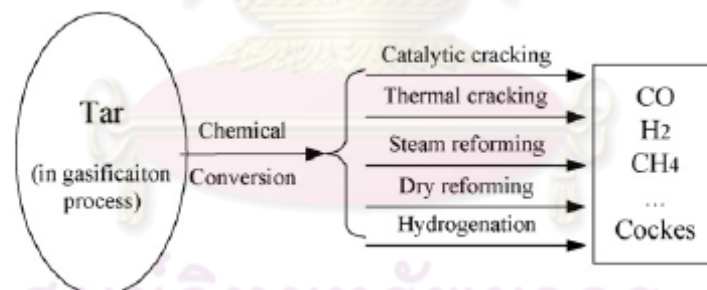 Tar
(in gasificaiton
process)
Chemical
Conversion
Catalytic cracking
Thermal cracking
Steam reforming
Dry reforming
Hydrogenation
CO
H2
CH4
...
Cockes